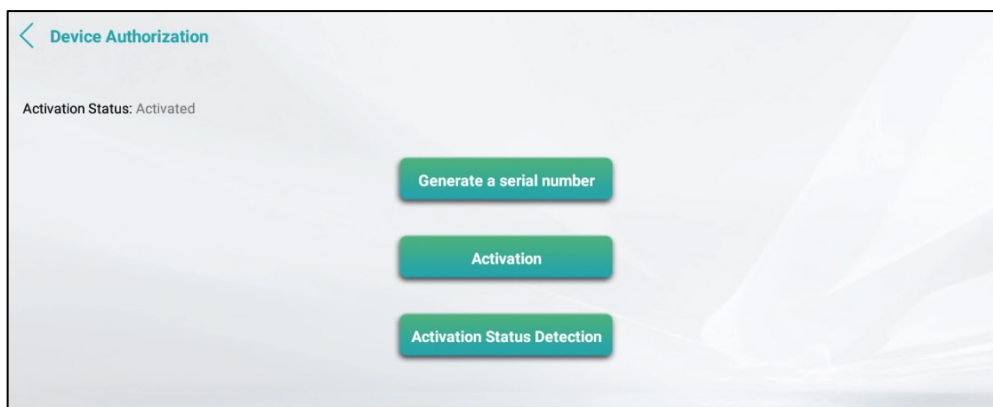 Device Authorization
Activation Status: Activated
Generate a serial number
Activation
Activation Status Detection